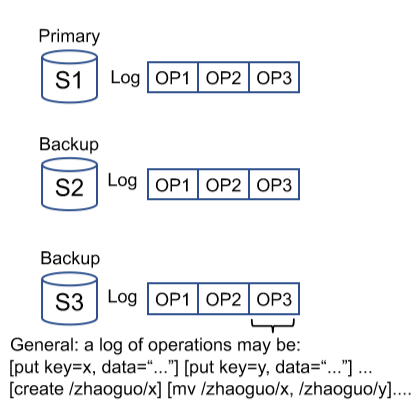 Primary
S1 Log OP1 OP2 OP3
Backup
S2 Log OP1 OP2 OP3
Backup
S3 Log OP1 OP2 OP3
General: a log of operations may be:
[put key=x, data=“...”] [put key=y, data=“...”] ...
[create /zhaoguo/x] [mv /zhaoguo/x, /zhaoguo/y]....